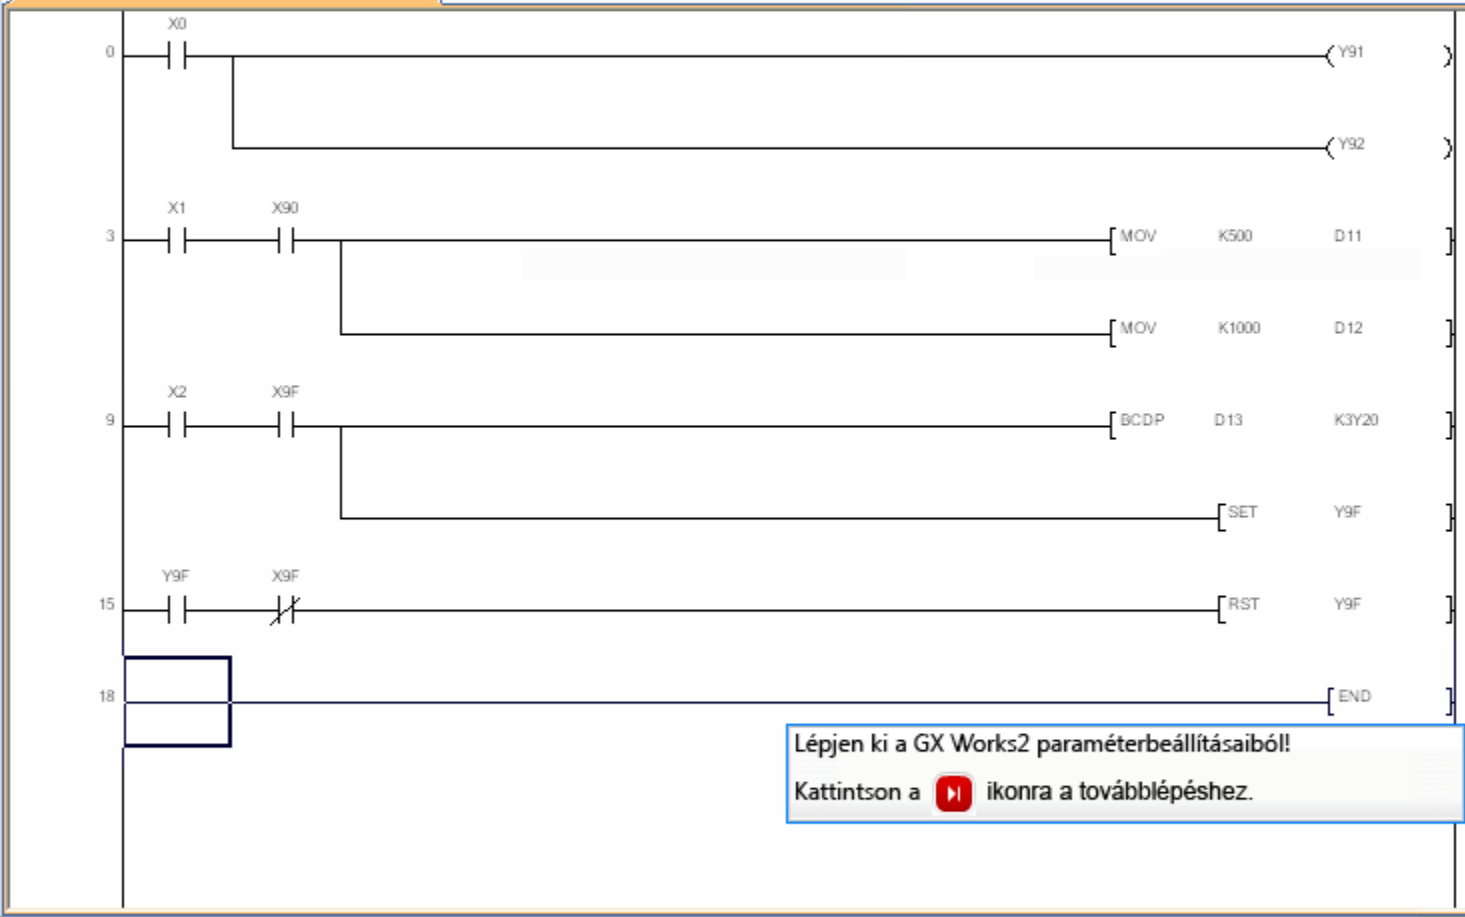 X0
0 Y91
Y92
X1 X90
3 MOV K500 D11
MOV K1000 D12
X2 X9F
9 BCDP D13 K3Y20
SET Y9F
Y9F X9F
15 RST Y9F
18 END
Lépjen ki a GX Works2 paraméterbeállításaiból!
Kattintson a ikonra a továbblépéshez.